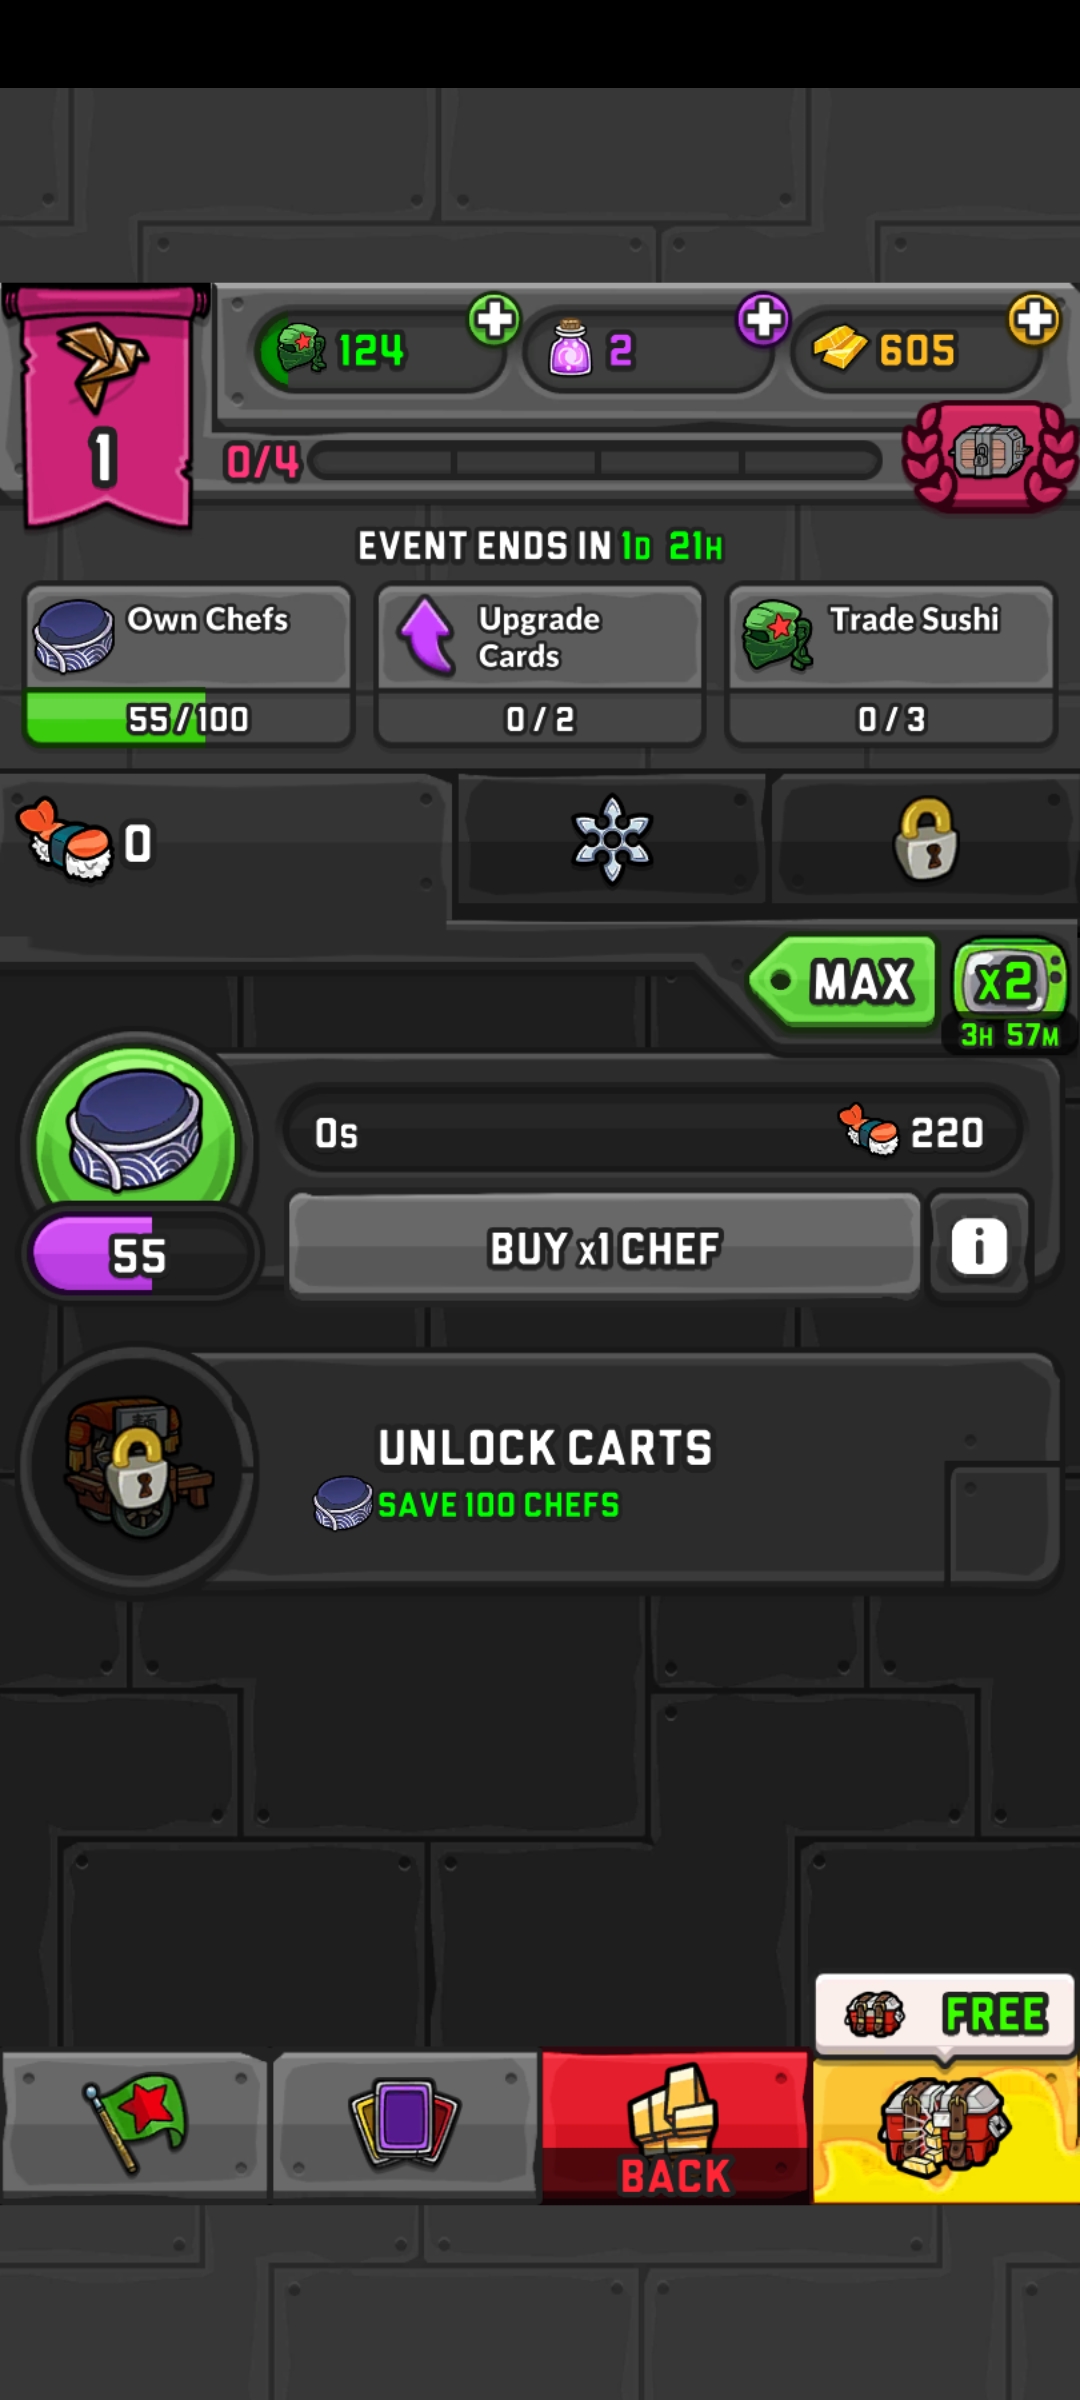 124
2
605
1
0/4
EVENT ENDS IN 1D 21H
Own Chefs
55/100
Upgrade
Cards
0/2
Trade Sushi
0/3
0
MAX
x2
3H 57M
0s
220
55
BUY x1 CHEF
i
UNLOCK CARTS
SAVE 100 CHEFS
FREE
BACK